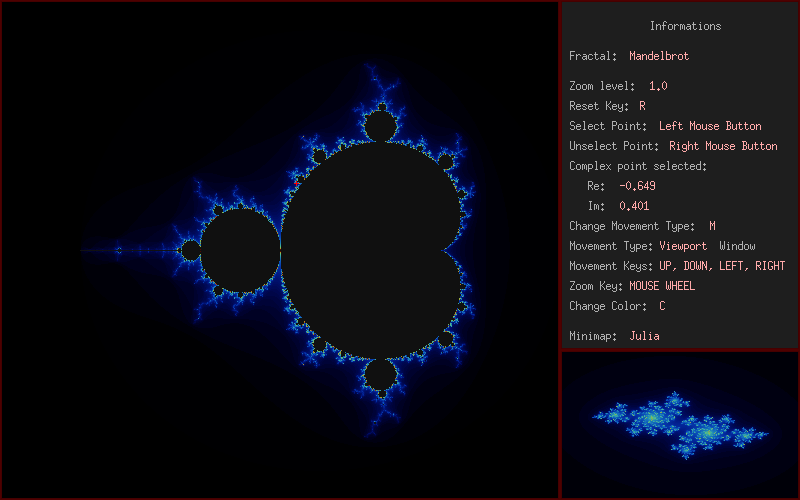 Informations
Fractal: Mandelbrot
Zoom level: 1.0
Reset Key: R
Select Point: Left Mouse Button
Unselect Point: Right Mouse Button
Complex point selected:
Re: -0.649
Im: 0.401
Change Movement Type: M
Movement Type: Viewport Window
Movement Keys: UP, DOWN, LEFT, RIGHT
Zoom Key: MOUSE WHEEL
Change Color: C
Minimap: Julia